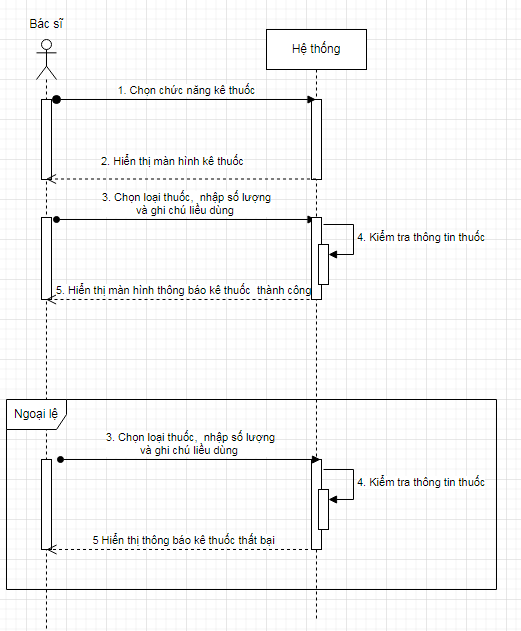 Bác sĩ
Hệ thống
1. Chọn chức năng kê thuốc
2. Hiển thị màn hình kê thuốc
3. Chọn loại thuốc, nhập số lượng
và ghi chú liều dùng
4. Kiểm tra thông tin thuốc
5. Hiển thị màn hình thông báo kê thuốc thành công
Ngoại lệ
3. Chọn loại thuốc, nhập số lượng
và ghi chú liều dùng
4. Kiểm tra thông tin thuốc
5 Hiển thị thông báo kê thuốc thất bại